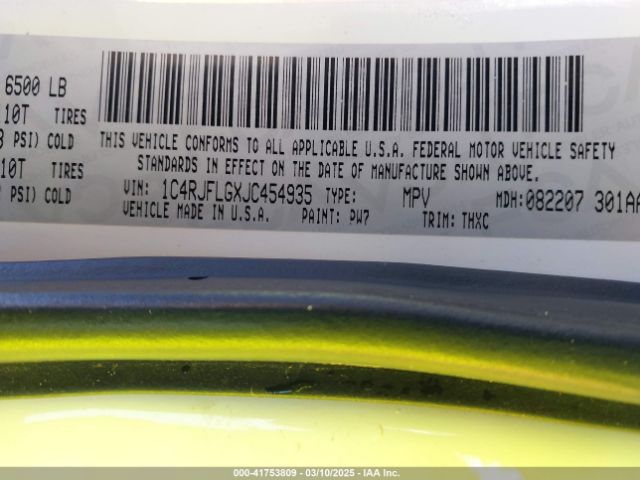 6500 LB
110T TIRES
PSI) COLD
10T TIRES
PSI) COLD
THIS VEHICLE CONFORMS TO ALL APPLICABLE U.S.A. FEDERAL MOTOR VEHICLE SAFETY
STANDARDS IN EFFECT ON THE DATE OF MANUFACTURE SHOWN ABOVE.
VIN: 1C4RJFLGXJC454935 TYPE: MPV MDH:082207 301AA
VEHICLE MADE IN U.S.A. PAINT: PW7 TRIM: THXC
000-41753809 - 03/10/2025 - IAA Inc.